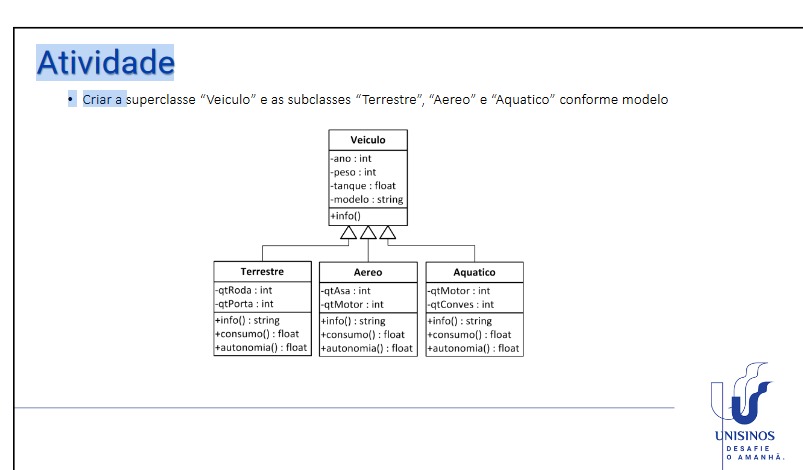 Atividade
• Criar a superclasse “Veiculo” e as subclasses “Terrestre”, “Aereo” e “Aquatico” conforme modelo
Veiculo
-ano : int
-peso : int
-tanque : float
-modelo : string
+info()
Terrestre
-qtRoda : int
-qtPorta : int
+info() : string
+consumo() : float
+autonomia() : float
Aereo
-qtAsa : int
-qtMotor : int
+info() : string
+consumo() : float
+autonomia() : float
Aquatico
-qtMotor : int
-qtConves : int
+info() : string
+consumo() : float
+autonomia() : float
UNISINOS
DESAFIE
O AMANHÃ.